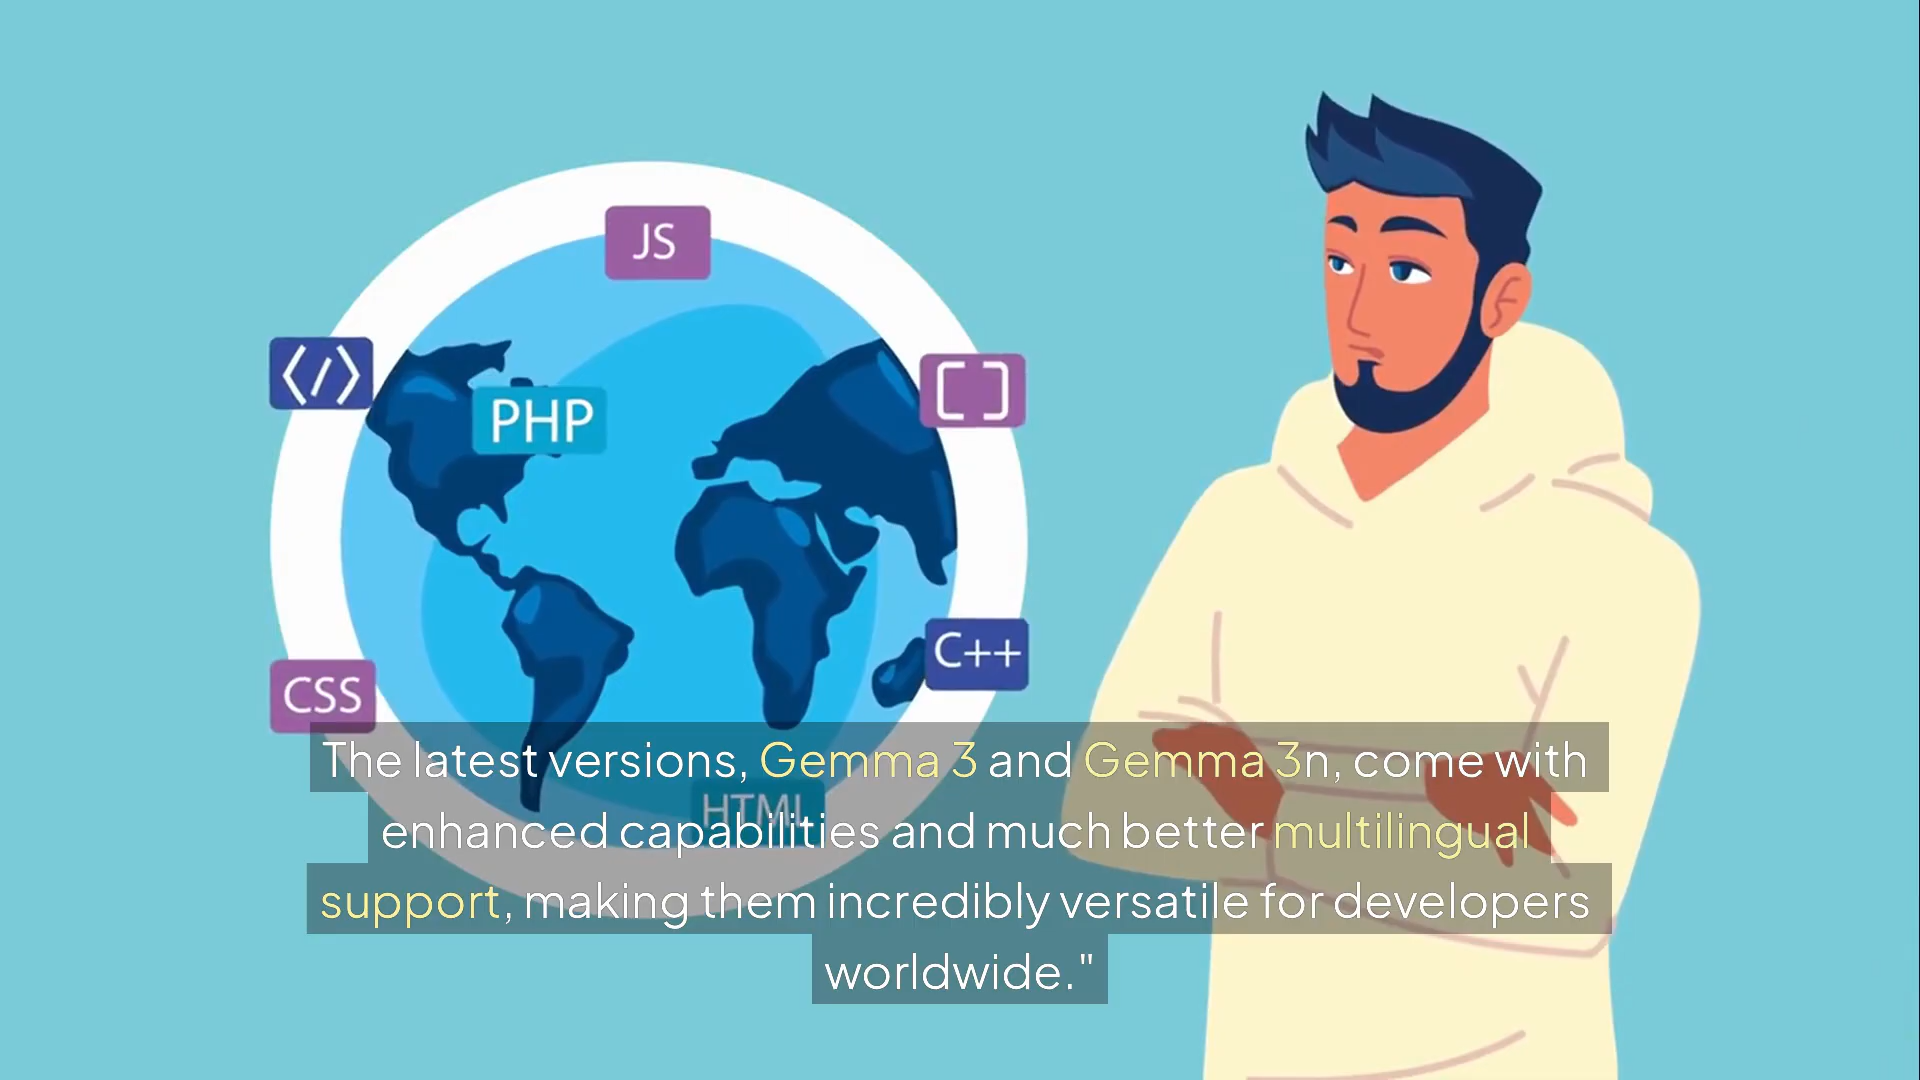 JS
</>
PHP
[ ]
C++
CSS
HTML
The latest versions, Gemma 3 and Gemma 3n, come with
enhanced capabilities and much better multilingual
support, making them incredibly versatile for developers
worldwide."